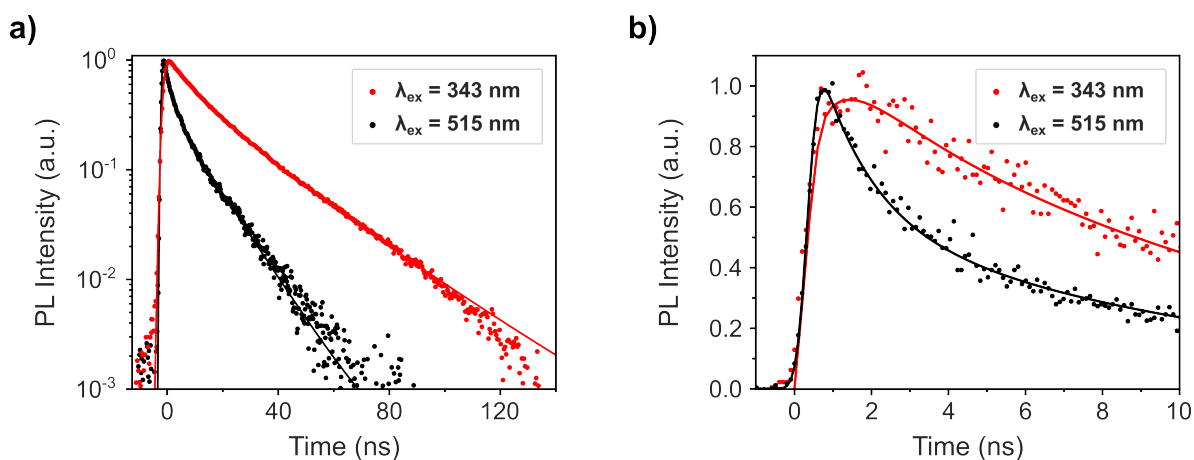 a)
PL Intensity (a.u.)
10⁰
10⁻¹
10⁻²
10⁻³
λex = 343 nm
λex = 515 nm
0
40
80
120
Time (ns)
b)
PL Intensity (a.u.)
1.0
0.8
0.6
0.4
0.2
0.0
λex = 343 nm
λex = 515 nm
0
2
4
6
8
10
Time (ns)